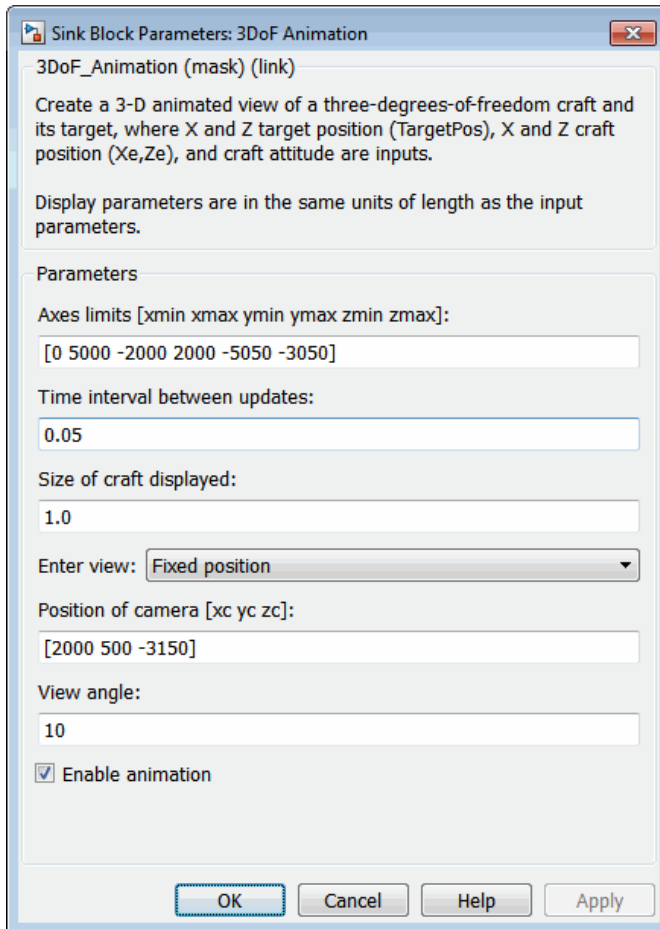 Sink Block Parameters: 3DoF Animation
3DoF_Animation (mask) (link)
Create a 3-D animated view of a three-degrees-of-freedom craft and
its target, where X and Z target position (TargetPos), X and Z craft
position (Xe,Ze), and craft attitude are inputs.
Display parameters are in the same units of length as the input
parameters.
Parameters
Axes limits [xmin xmax ymin ymax zmin zmax]:
[0 5000 -2000 2000 -5050 -3050]
Time interval between updates:
0.05
Size of craft displayed:
1.0
Enter view: Fixed position
Position of camera [xc yc zc]:
[2000 500 -3150]
View angle:
10
Enable animation
OK Cancel Help Apply